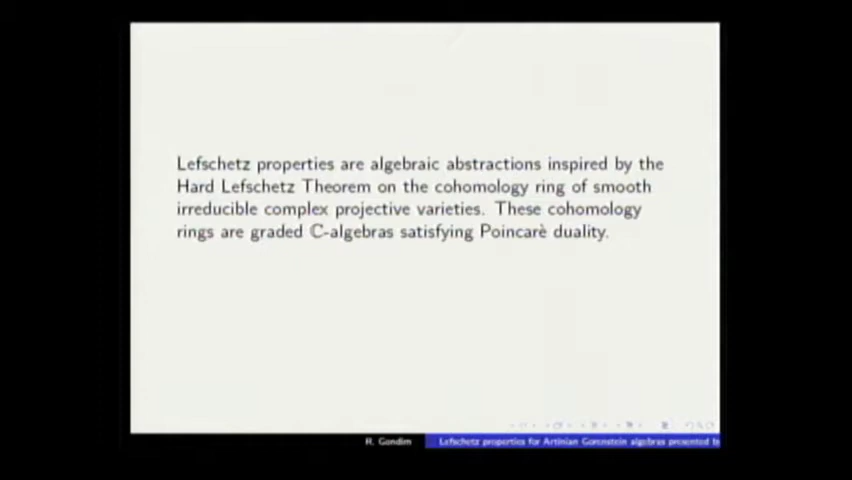 Lefschetz properties are algebraic abstractions inspired by the
Hard Lefschetz Theorem on the cohomology ring of smooth
irreducible complex projective varieties. These cohomology
rings are graded ℂ-algebras satisfying Poincarè duality.
R. Gondim Lefschetz properties for Artinian Gorenstein algebras presented b